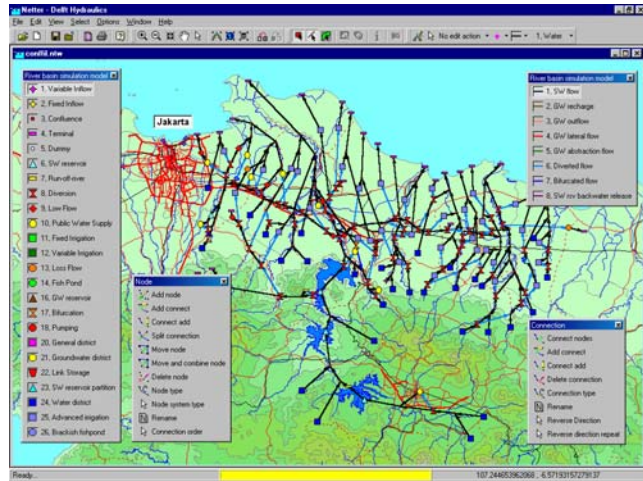 Netter - Delft Hydraulics
File Edit View Select Options Window Help
No edit action
1. Water
River basin simulation model
1. Variable Inflow
2. Fixed Inflow
3. Confluence
4. Terminal
5. Dummy
6. SW reservoir
7. Run-off-river
8. Diversion
9. Low Flow
10. Public Water Supply
11. Fixed Irrigation
12. Variable Irrigation
13. Loss Flow
14. Fish Pond
16. GW reservoir
17. Bifurcation
18. Pumping
20. General district
21. Groundwater district
22. Link Storage
23. SW reservoir partition
24. Water district
25. Advanced irrigation
26. Brackish fishpond
Jakarta
River basin simulation model
1. SW flow
2. GW recharge
3. GW outflow
4. GW lateral flow
5. GW abstraction flow
6. Diverted flow
7. Bifurcated flow
8. SW rsv backwater release
Node
Add node
Add connect
Connect add
Split connection
Move node
Move and combine node
Delete node
Node type
Node system type
Rename
Connection order
Connection
Connect nodes
Add connect
Connect add
Delete connection
Connection type
Rename
Reverse Direction
Reverse direction repeat
Ready...